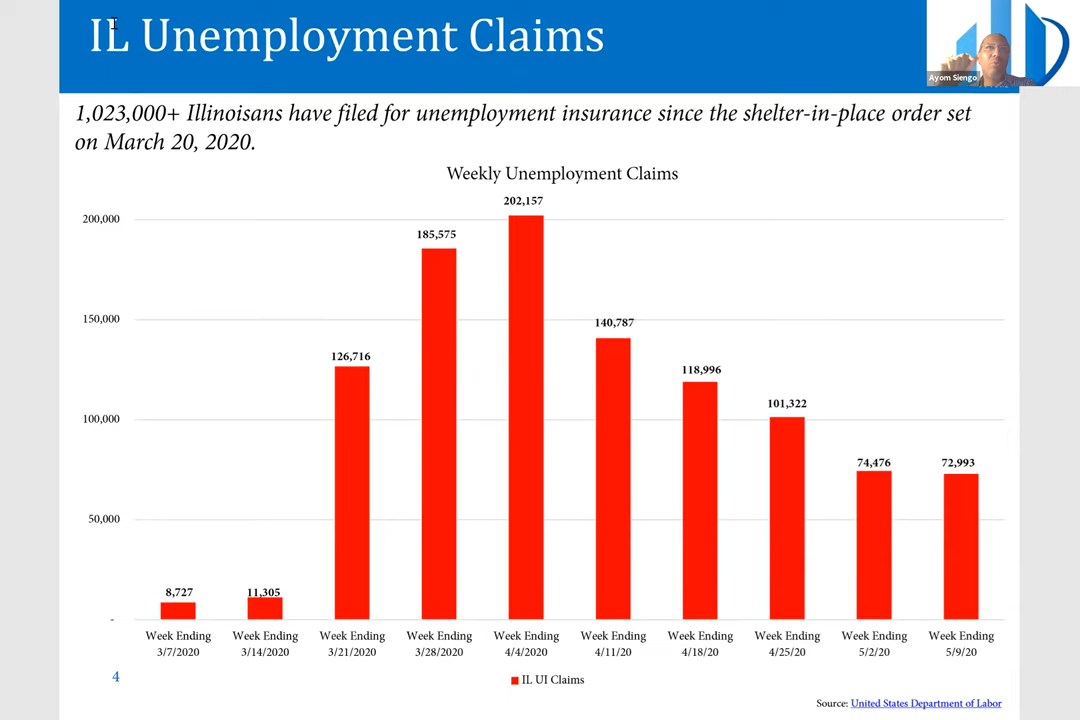 IL Unemployment Claims
Ayom Siengo
1,023,000+ Illinoisans have filed for unemployment insurance since the shelter-in-place order set
on March 20, 2020.
Weekly Unemployment Claims
200,000
150,000
100,000
50,000
-
8,727
11,305
126,716
185,575
202,157
140,787
118,996
101,322
74,476
72,993
Week Ending
3/7/2020
Week Ending
3/14/2020
Week Ending
3/21/2020
Week Ending
3/28/2020
Week Ending
4/4/2020
Week Ending
4/11/20
Week Ending
4/18/20
Week Ending
4/25/20
Week Ending
5/2/20
Week Ending
5/9/20
IL UI Claims
4
Source: United States Department of Labor